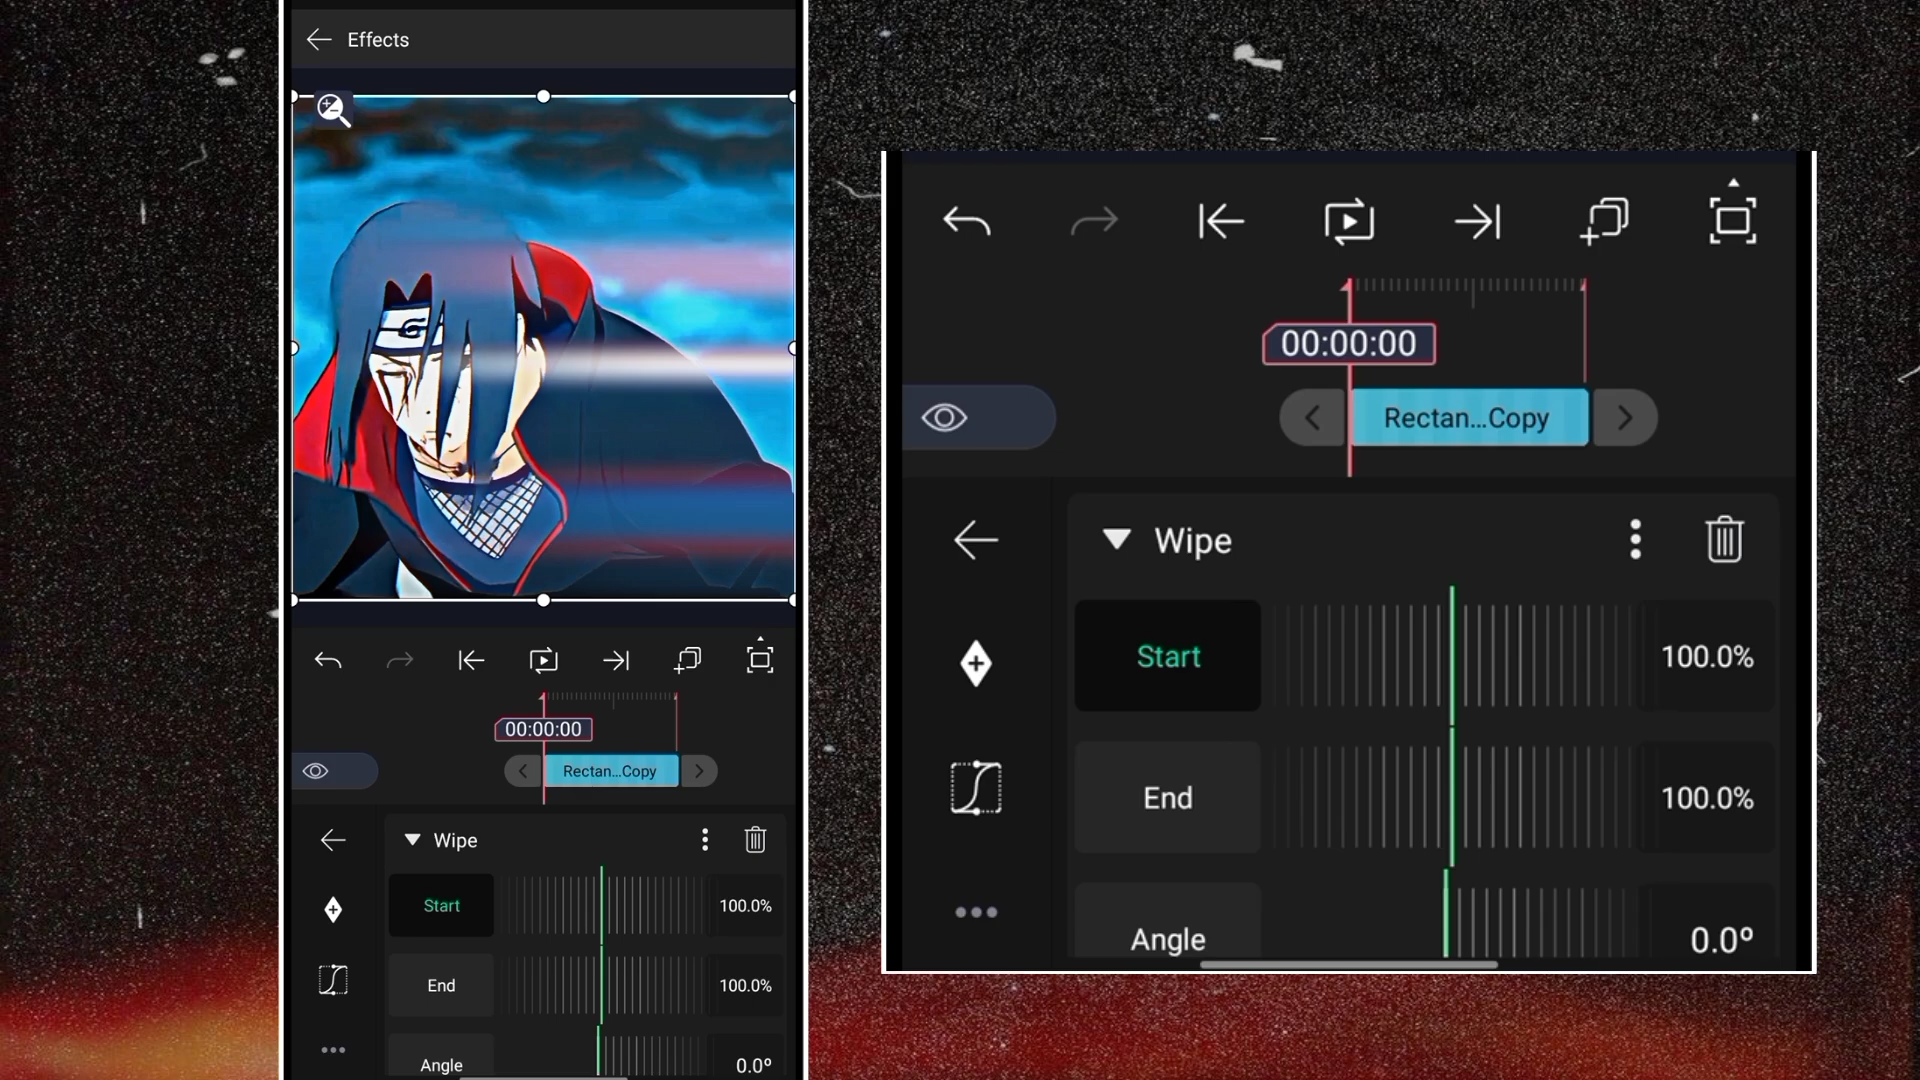 Effects
00:00:00
Rectan...Copy
Wipe
Start
100.0%
End
100.0%
Angle
0.0º
00:00:00
Rectan...Copy
Wipe
Start
100.0%
End
100.0%
Angle
0.0º